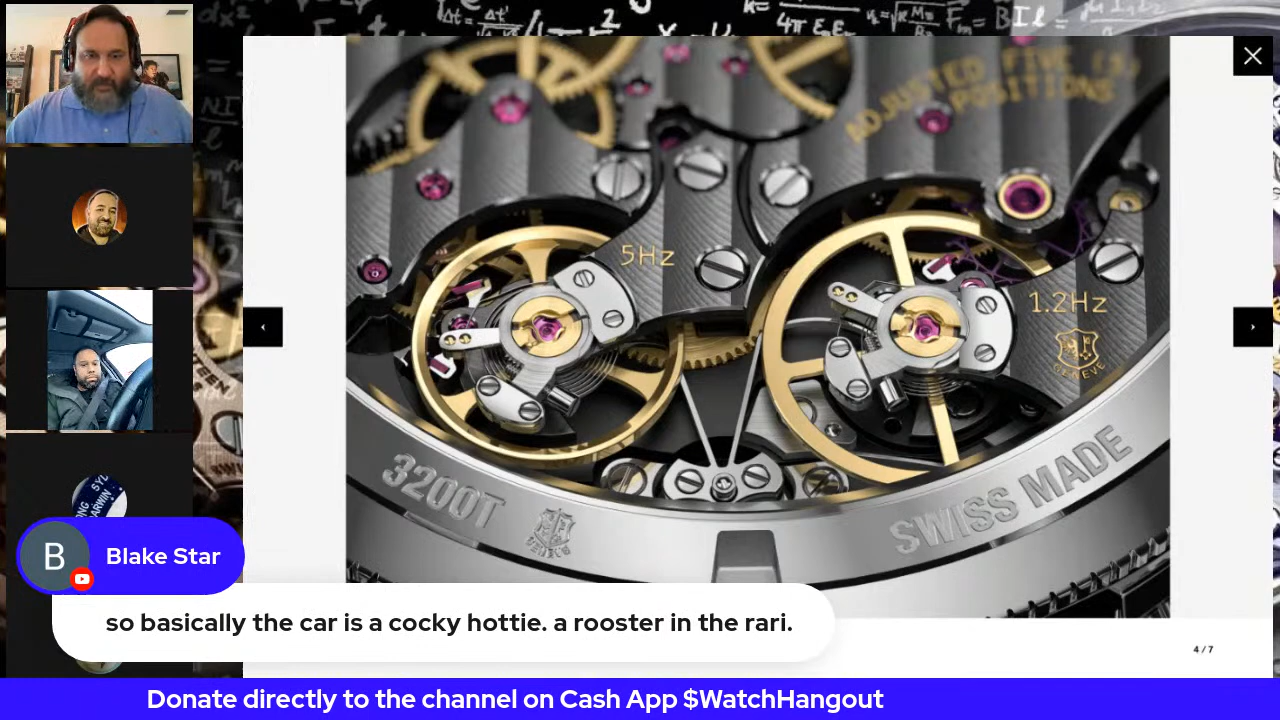 ADJUSTED FIVE (5)
POSITIONS
5Hz
1.2Hz
GENEVE
3200T
GENEVE
SWISS MADE
4 / 7
B
Blake Star
so basically the car is a cocky hottie. a rooster in the rari.
Donate directly to the channel on Cash App $WatchHangout